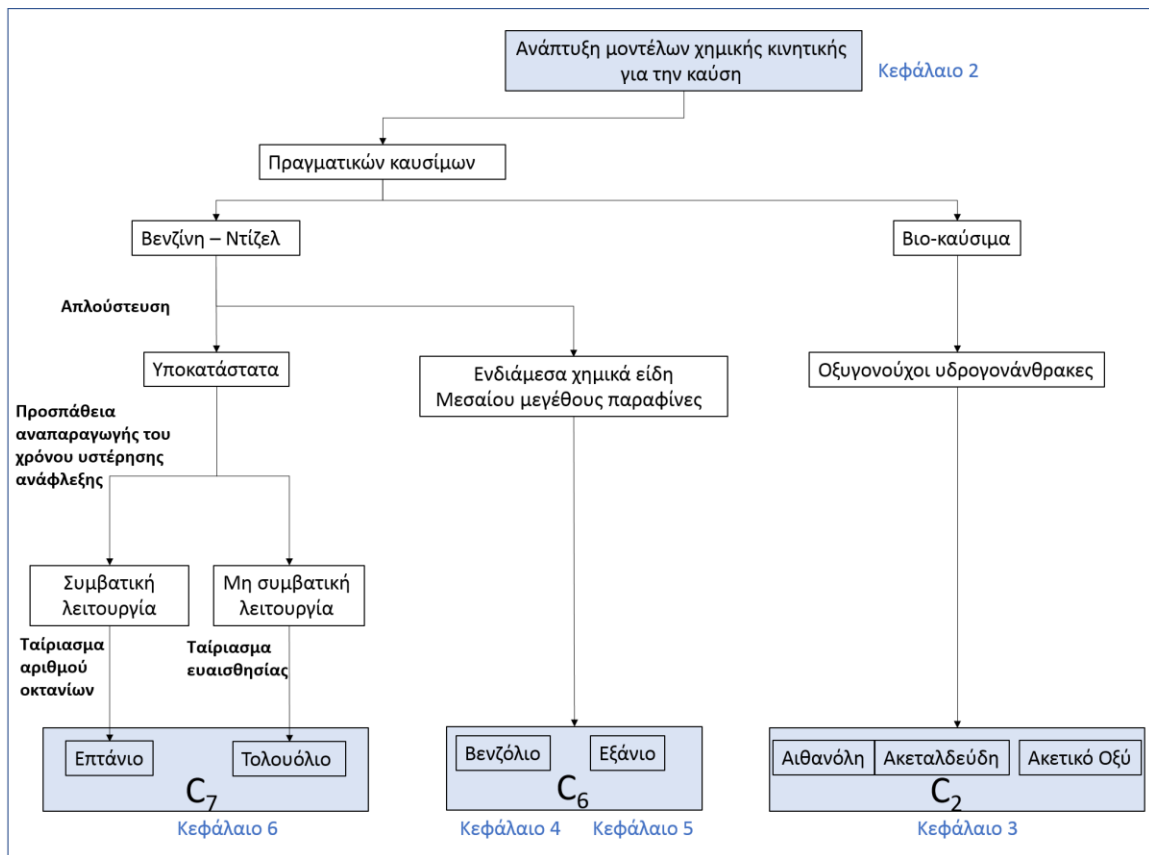 Ανάπτυξη μοντέλων χημικής κινητικής
για την καύση
Κεφάλαιο 2
Πραγματικών καυσίμων
Βενζίνη – Ντίζελ
Βιο-καύσιμα
Απλούστευση
Υποκατάστατα
Ενδιάμεσα χημικά είδη
Μεσαίου μεγέθους παραφίνες
Οξυγονούχοι υδρογονάνθρακες
Προσπάθεια
αναπαραγωγής του
χρόνου υστέρησης
ανάφλεξης
Συμβατική
λειτουργία
Μη συμβατική
λειτουργία
Ταίριασμα
αριθμού
οκτανίων
Ταίριασμα
ευαισθησίας
Επτάνιο
Τολουόλιο
C₇
Κεφάλαιο 6
Βενζόλιο
Εξάνιο
C₆
Κεφάλαιο 4
Κεφάλαιο 5
Αιθανόλη
Ακεταλδεύδη
Ακετικό Οξύ
C₂
Κεφάλαιο 3